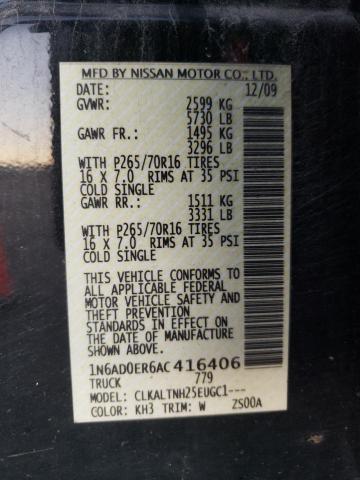 MFD BY NISSAN MOTOR CO., LTD.
DATE: 12/09
GVWR: 2599 KG
5730 LB
GAWR FR.: 1495 KG
3296 LB
WITH P265/70R16 TIRES
16 X 7.0 RIMS AT 35 PSI
COLD SINGLE
GAWR RR.: 1511 KG
3331 LB
WITH P265/70R16 TIRES
16 X 7.0 RIMS AT 35 PSI
COLD SINGLE
THIS VEHICLE CONFORMS TO
ALL APPLICABLE FEDERAL
MOTOR VEHICLE SAFETY AND
THEFT PREVENTION
STANDARDS IN EFFECT ON THE
DATE OF MANUFACTURE
SHOWN ABOVE.
1N6AD0ER6AC416406
TRUCK 779
MODEL: CLKALTNH25EUGC1---
COLOR: KH3 TRIM: W ZS00A